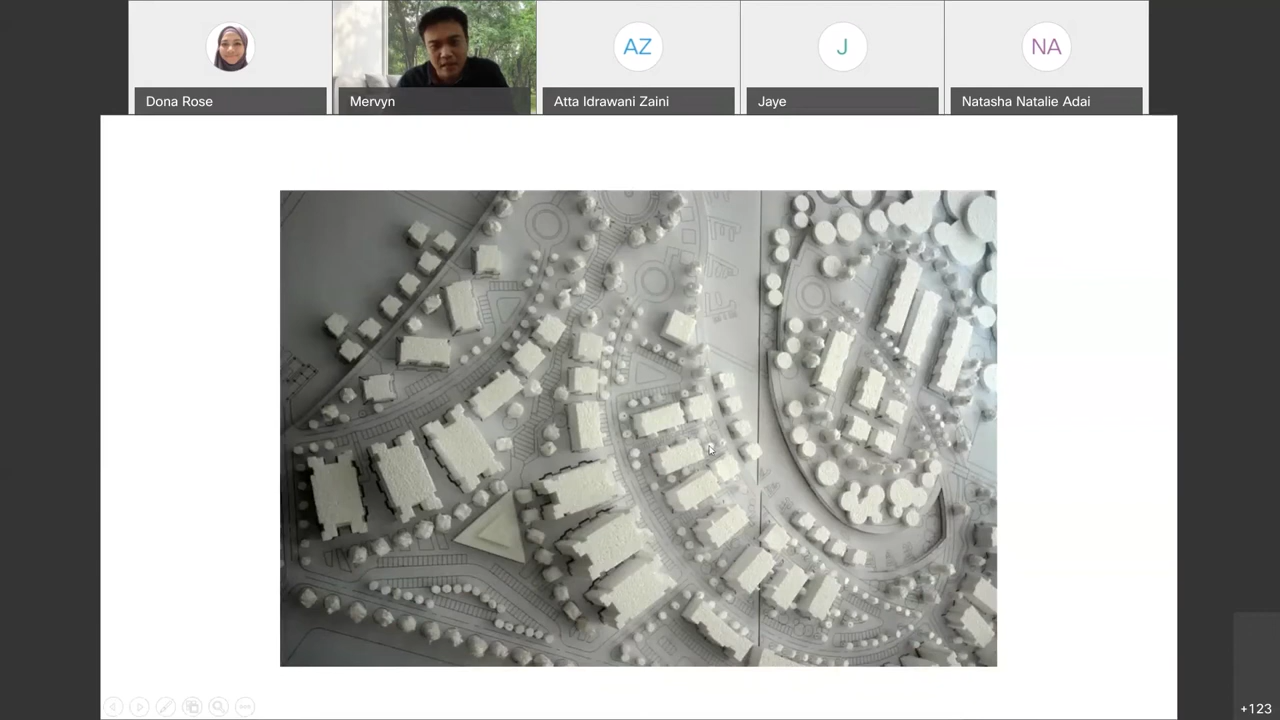 AZ
J
NA
Dona Rose
Mervyn
Atta Idrawani Zaini
Jaye
Natasha Natalie Adai
+123